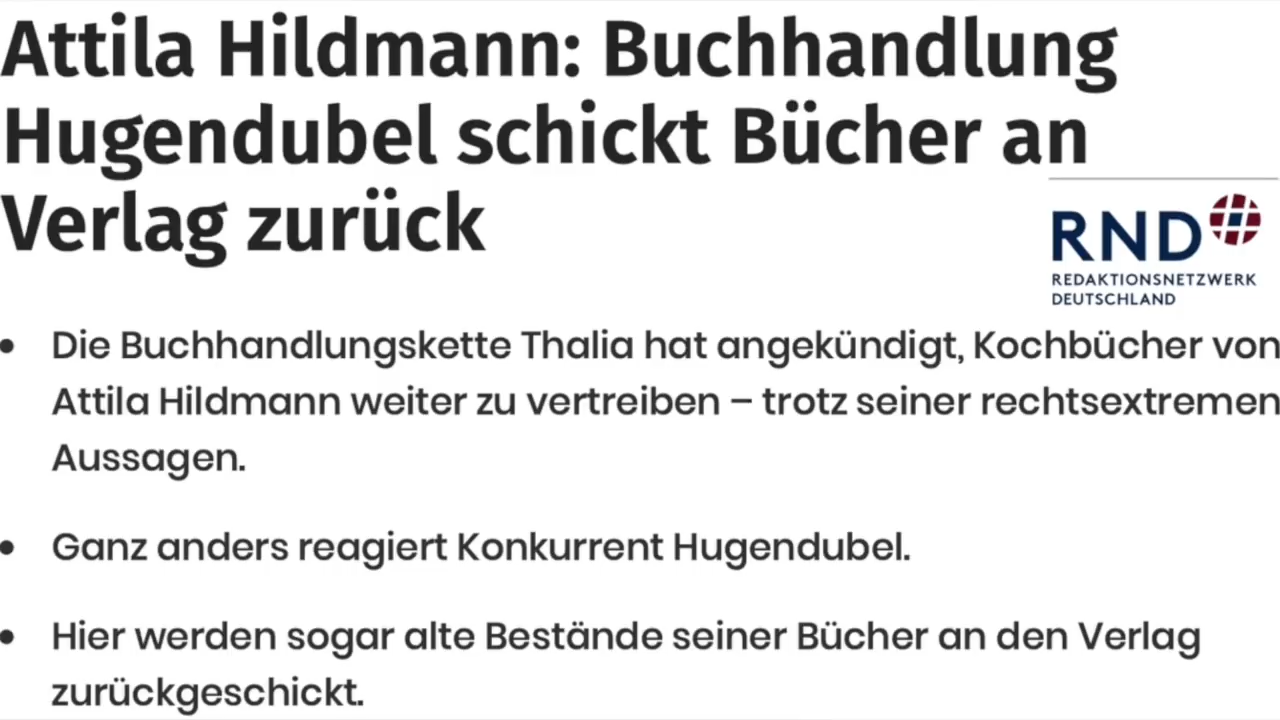 Attila Hildmann: Buchhandlung
Hugendubel schickt Bücher an
Verlag zurück
RND
REDAKTIONSNETZWERK
DEUTSCHLAND
• Die Buchhandlungskette Thalia hat angekündigt, Kochbücher von
Attila Hildmann weiter zu vertreiben – trotz seiner rechtsextremen
Aussagen.
• Ganz anders reagiert Konkurrent Hugendubel.
• Hier werden sogar alte Bestände seiner Bücher an den Verlag
zurückgeschickt.